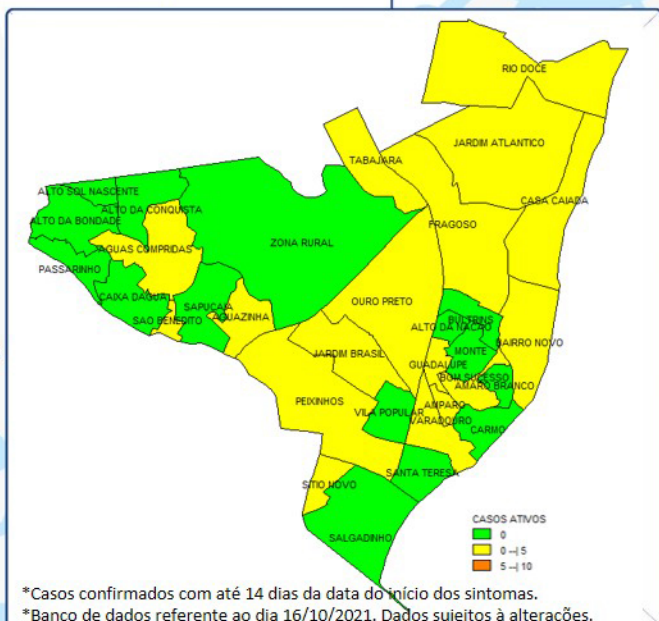 RIO DOCE
JARDIM ATLANTICO
TABAJARA
ALTO SOL NASCENTE
CASA CAIADA
ALTO DA CONQUISTA
ALTO DA BONDADE
FRAGOSO
ZONA RURAL
AGUAS COMPRIDAS
PASSARINHO
CAIXA DAGUA
OURO PRETO
SAPUCAIA
AGUAZINHA
SAO BENEDITO
BULTRINS
ALTO DA NACAO
BAIRRO NOVO
JARDIM BRASIL
MONTE
GUADALUPE
BOM SUCESSO
AMARO BRANCO
PEIXINHOS
AMPARO
VILA POPULAR
VARADOURO
CARMO
SANTA TERESA
SITIO NOVO
SALGADINHO
CASOS ATIVOS
0
0 --| 5
5 --| 10
*Casos confirmados com até 14 dias da data do início dos sintomas.
*Banco de dados referente ao dia 16/10/2021. Dados sujeitos à alterações.